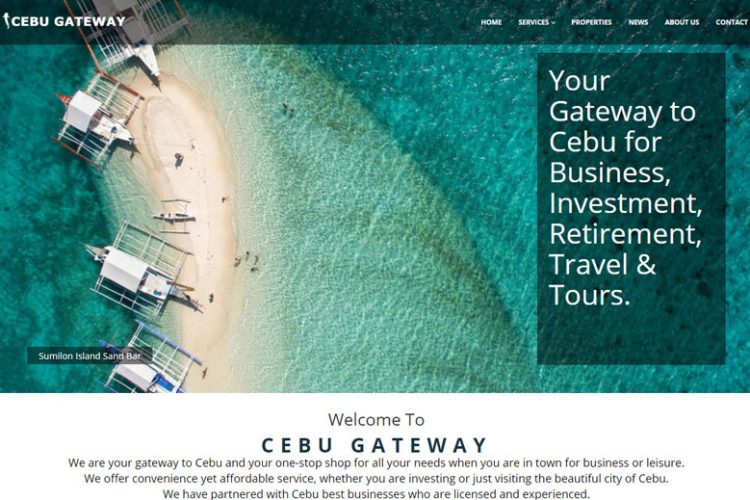 CEBU GATEWAY
HOME SERVICES PROPERTIES NEWS ABOUT US CONTACT
Your
Gateway to
Cebu for
Business,
Investment,
Retirement,
Travel &
Tours.
Sumilon Island Sand Bar
Welcome To
CEBU GATEWAY
We are your gateway to Cebu and your one-stop shop for all your needs when you are in town for business or leisure.
We offer convenience yet affordable service, whether you are investing or just visiting the beautiful city of Cebu.
We have partnered with Cebu best businesses who are licensed and experienced.